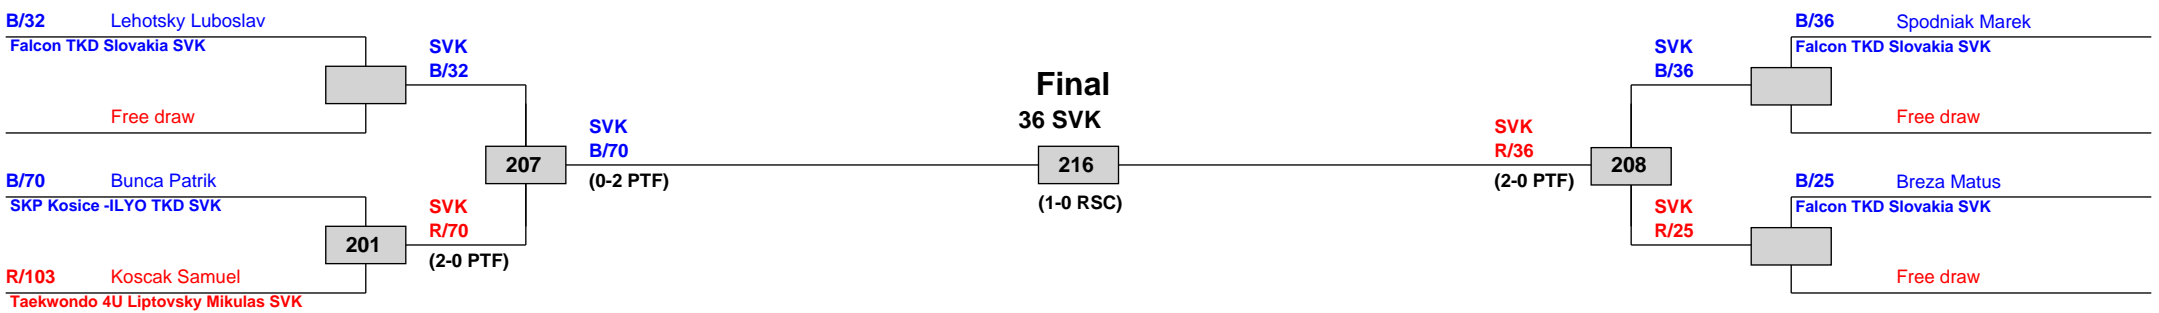 B/32 Lehotsky Luboslav
Falcon TKD Slovakia SVK
Free draw
B/70 Bunca Patrik
SKP Kosice -ILYO TKD SVK
R/103 Koscak Samuel
Taekwondo 4U Liptovsky Mikulas SVK
201
SVK
B/32
SVK
R/70
(2-0 PTF)
207
SVK
B/70
(0-2 PTF)
Final
36 SVK
216
(1-0 RSC)
SVK
R/36
(2-0 PTF)
208
SVK
B/36
SVK
R/25
B/36 Spodniak Marek
Falcon TKD Slovakia SVK
Free draw
B/25 Breza Matus
Falcon TKD Slovakia SVK
Free draw